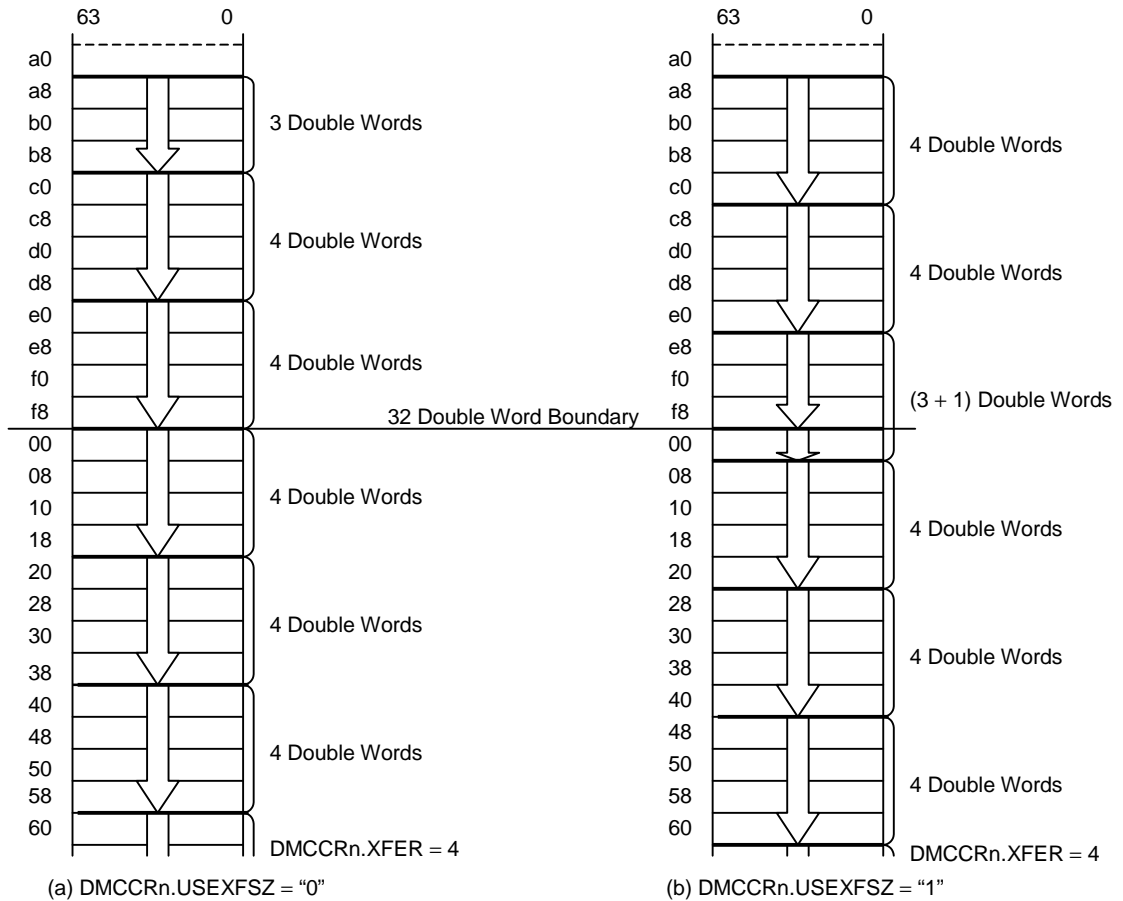 63 0
a0
a8
b0
b8
c0
c8
d0
d8
e0
e8
f0
f8
00
08
10
18
20
28
30
38
40
48
50
58
60
3 Double Words
4 Double Words
4 Double Words
4 Double Words
4 Double Words
4 Double Words
DMCCRn.XFER = 4
(a) DMCCRn.USEXFSZ = “0”
32 Double Word Boundary
63 0
a0
a8
b0
b8
c0
c8
d0
d8
e0
e8
f0
f8
00
08
10
18
20
28
30
38
40
48
50
58
60
4 Double Words
4 Double Words
(3 + 1) Double Words
4 Double Words
4 Double Words
4 Double Words
DMCCRn.XFER = 4
(b) DMCCRn.USEXFSZ = “1”